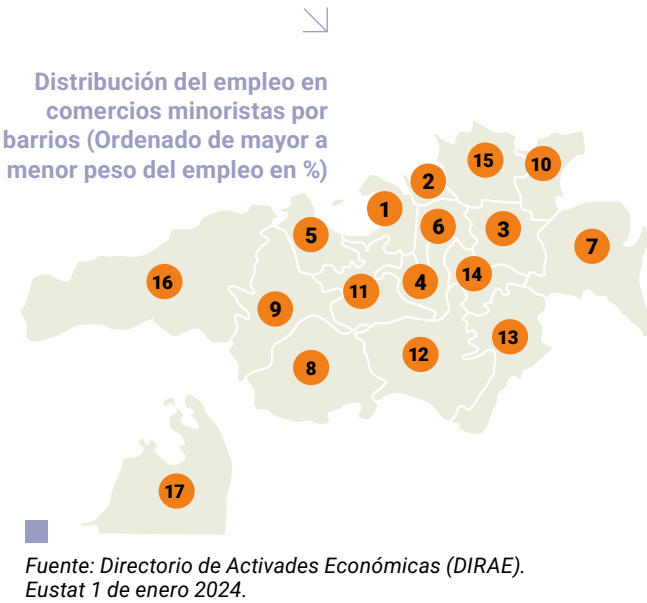 Distribución del empleo en
comercios minoristas por
barrios (Ordenado de mayor a
menor peso del empleo en %)
15
10
2
1
6
3
5
7
14
16
4
11
9
13
12
8
17
Fuente: Directorio de Activades Económicas (DIRAE).
Eustat 1 de enero 2024.